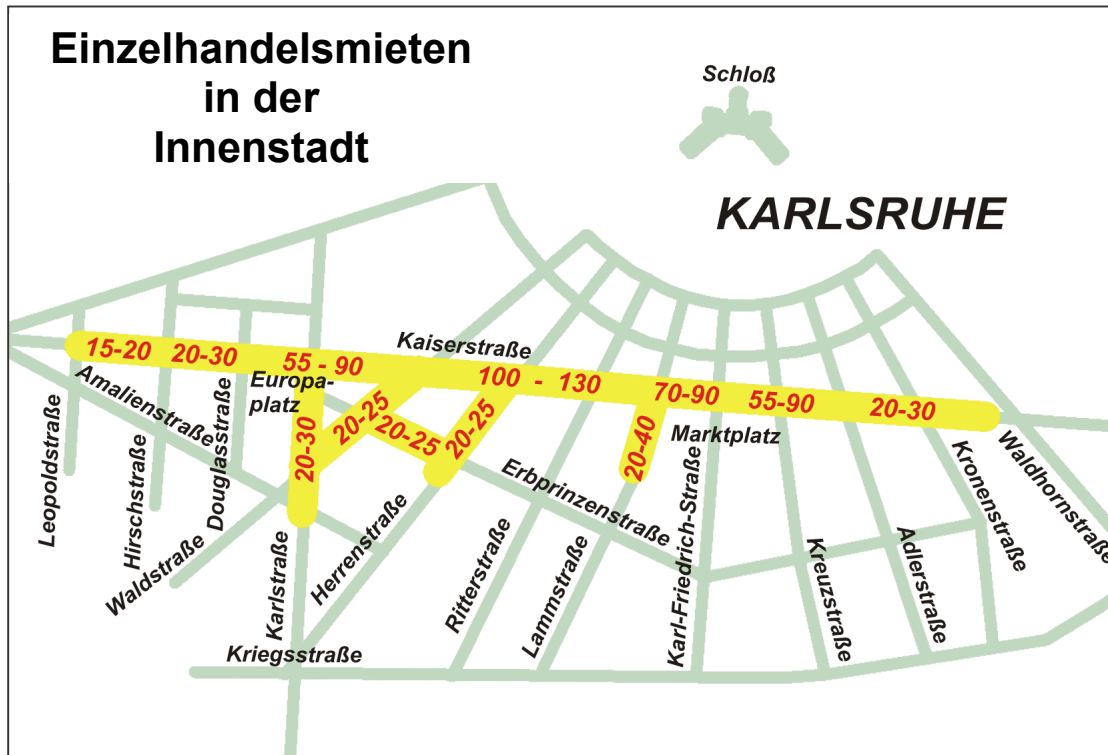 Einzelhandelsmieten
in der
Innenstadt
Schloß
KARLSRUHE
Kaiserstraße
15-20
20-30
55 - 90
100 - 130
70-90
55-90
20-30
Europa-
platz
Marktplatz
20-30
20-25
20-25
20-25
20-40
Amalienstraße
Erbprinzenstraße
Leopoldstraße
Hirschstraße
Douglasstraße
Waldstraße
Karlstraße
Herrenstraße
Ritterstraße
Lammstraße
Karl-Friedrich-Straße
Kreuzstraße
Adlerstraße
Kronenstraße
Waldhornstraße
Kriegsstraße